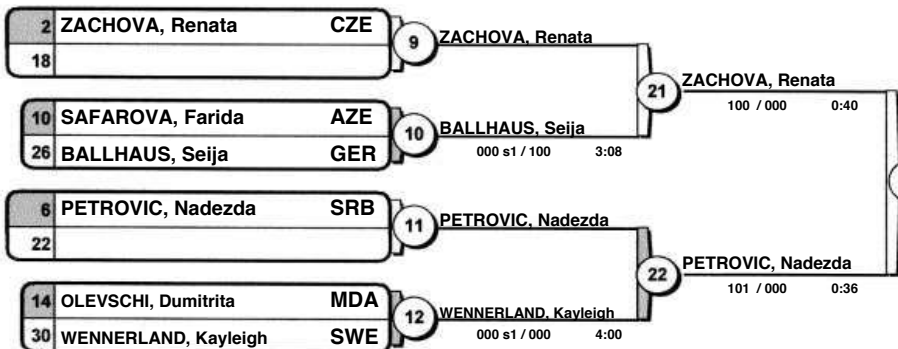 2 ZACHOVA, Renata CZE
18
9
ZACHOVA, Renata
10 SAFAROVA, Farida AZE
26 BALLHAUS, Seija GER
10
BALLHAUS, Seija
000 s1 / 100 3:08
21
ZACHOVA, Renata
100 / 000 0:40
6 PETROVIC, Nadezda SRB
22
11
PETROVIC, Nadezda
14 OLEVSCHI, Dumitrita MDA
30 WENNERLAND, Kayleigh SWE
12
WENNERLAND, Kayleigh
000 s1 / 000 4:00
22
PETROVIC, Nadezda
101 / 000 0:36